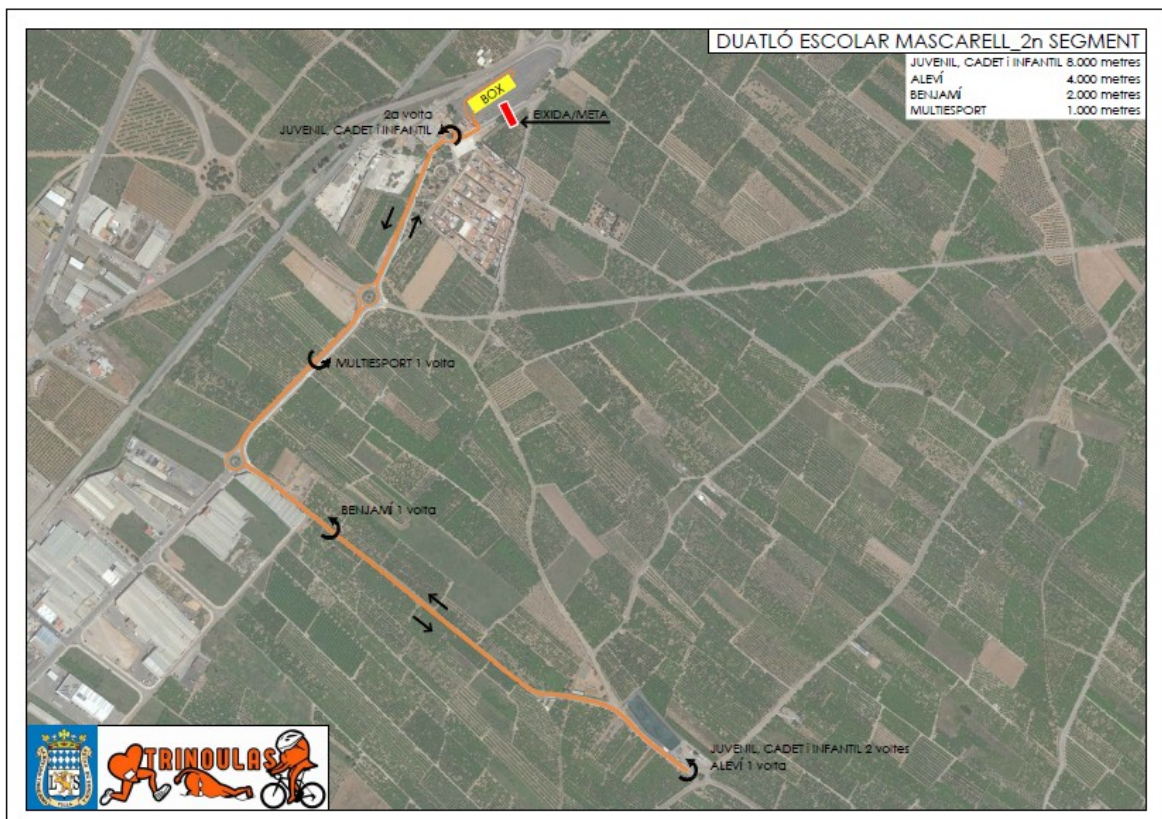 DUATLÓ ESCOLAR MASCARELL_2n SEGMENT
JUVENIL, CADET i INFANTIL 8.000 metres
ALEVÍ 4.000 metres
BENJAMÍ 2.000 metres
MULTIESPORT 1.000 metres
BOX
EIXIDA/META
2a volta
JUVENIL, CADET i INFANTIL
MULTIESPORT 1 volta
BENJAMÍ 1 volta
JUVENIL, CADET i INFANTIL 2 voltes
ALEVÍ 1 volta
TRINOULAS